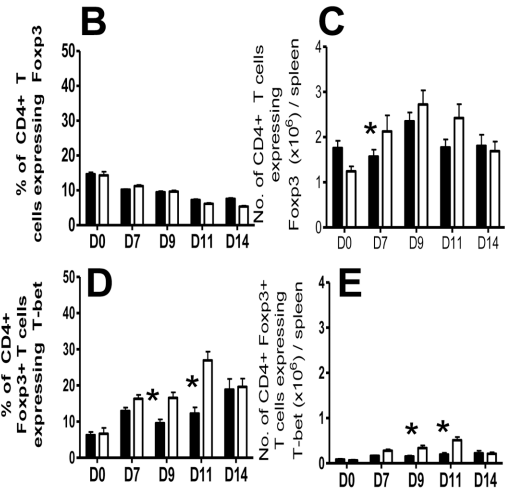 B
% of CD4+ T
cells expressing Foxp3
50
40
30
20
10
0
D0 D7 D9 D11 D14
C
No. of CD4+ T cells
expressing
Foxp3 (x10⁶) / spleen
4
3
2
1
0
*
D0 D7 D9 D11 D14
D
% of CD4+
Foxp3+ T cells
expressing T-bet
50
40
30
20
10
0
* *
D0 D7 D9 D11 D14
E
No. of CD4+ Foxp3+
T cells expressing
T-bet (x10⁶) / spleen
4
3
2
1
0
* *
D0 D7 D9 D11 D14